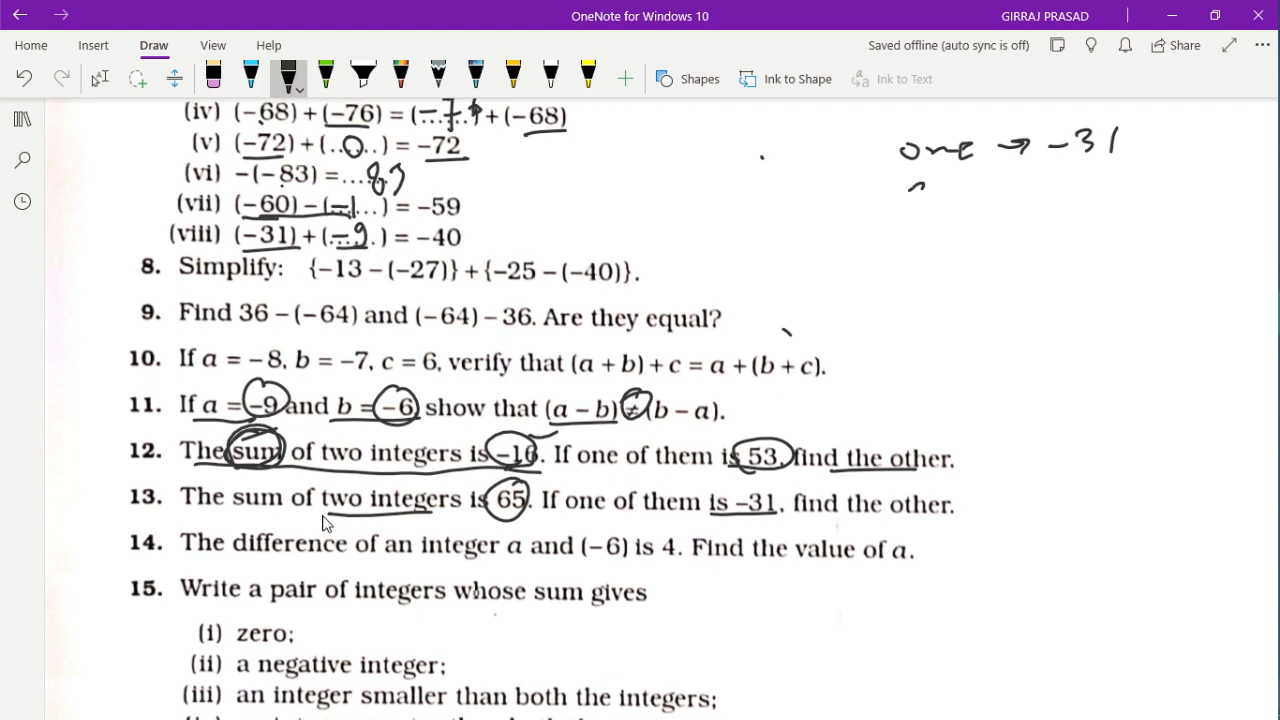 OneNote for Windows 10
GIRRAJ PRASAD
Home Insert Draw View Help
Saved offline (auto sync is off) Share
Shapes Ink to Shape Ink to Text
(iv) (−68) + (−76) = (−76) + (−68)
(v) (−72) + (..0..) = −72
(vi) −(−83) = ...83
(vii) (−60) − (−1...) = −59
(viii) (−31) + (...−9.) = −40
8. Simplify: {−13 − (−27)} + {−25 − (−40)}.
9. Find 36 − (−64) and (−64) − 36. Are they equal?
10. If a = −8, b = −7, c = 6, verify that (a + b) + c = a + (b + c).
11. If a = −9 and b = −6 show that (a − b) ≠ (b − a).
12. The sum of two integers is −16. If one of them is 53, find the other.
13. The sum of two integers is 65. If one of them is −31, find the other.
14. The difference of an integer a and (−6) is 4. Find the value of a.
15. Write a pair of integers whose sum gives
(i) zero;
(ii) a negative integer;
(iii) an integer smaller than both the integers;
one → −31